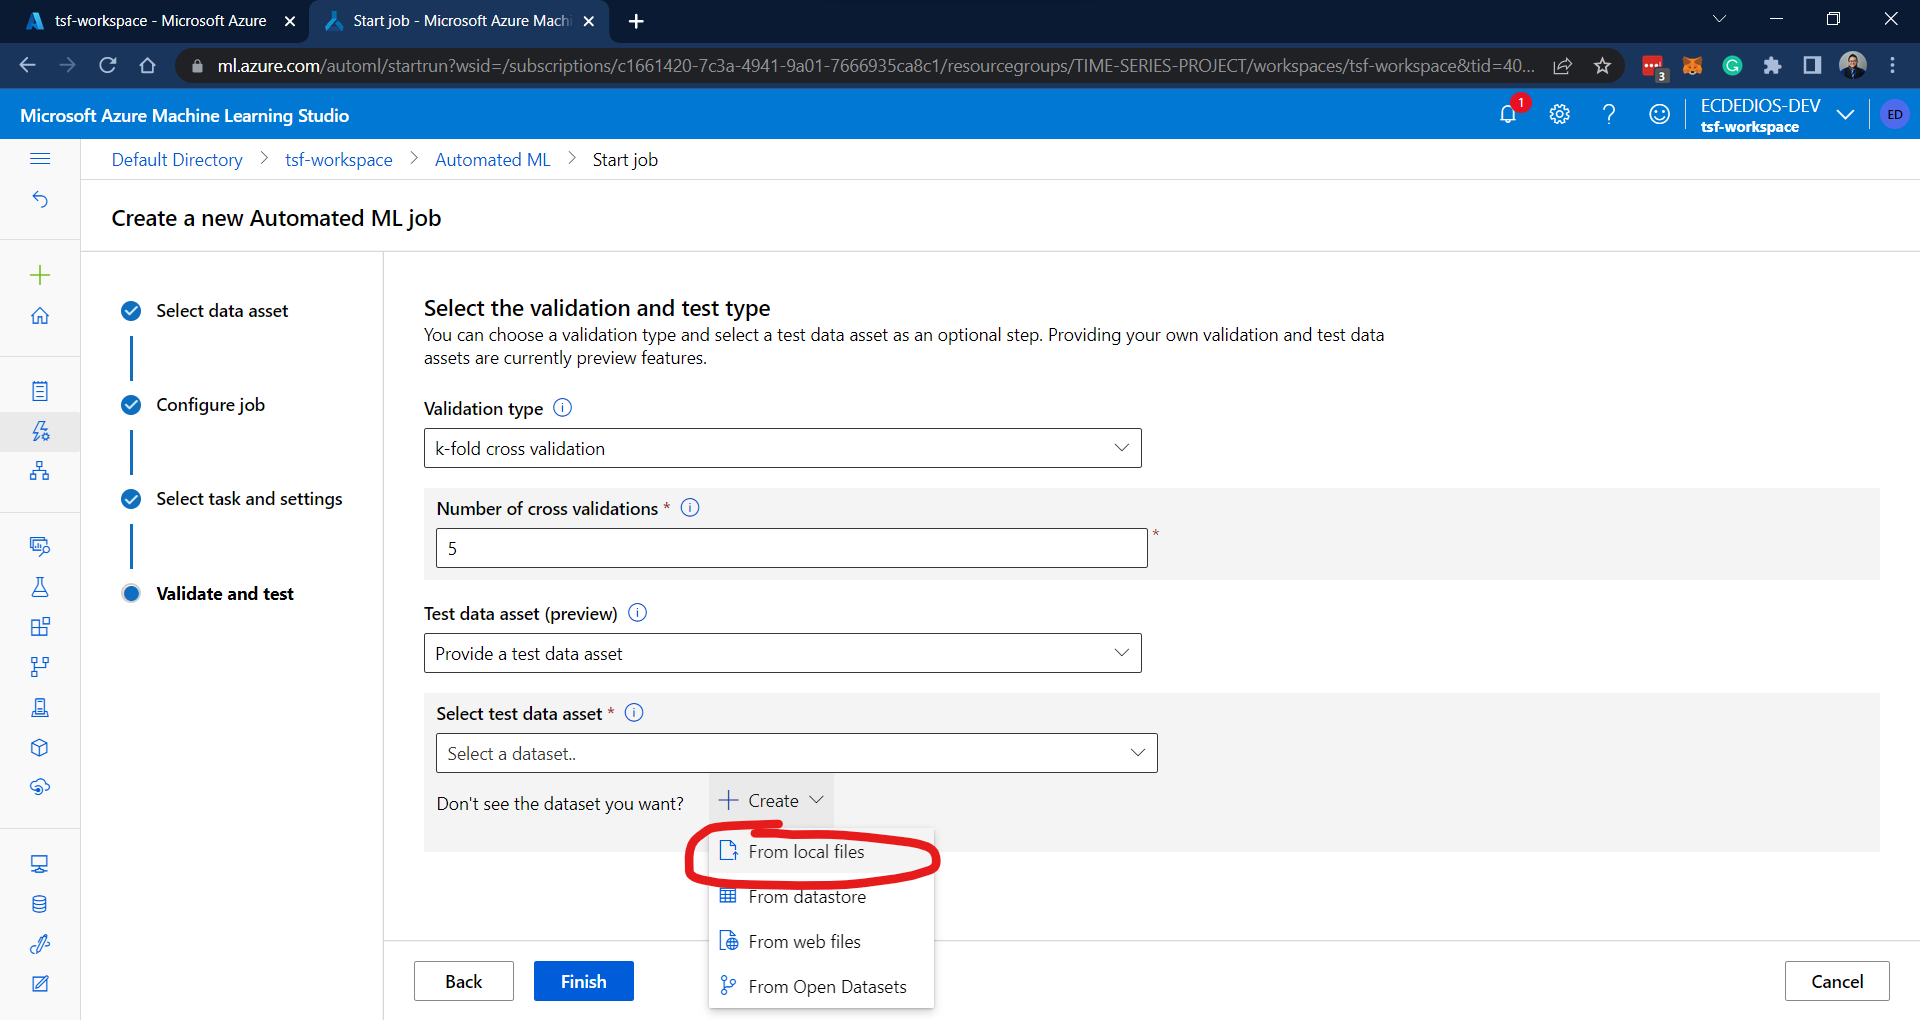 tsf-workspace - Microsoft Azure
Start job - Microsoft Azure Machi
ml.azure.com/automl/startrun?wsid=/subscriptions/c1661420-7c3a-4941-9a01-7666935ca8c1/resourcegroups/TIME-SERIES-PROJECT/workspaces/tsf-workspace&tid=40...
3
Microsoft Azure Machine Learning Studio
1
ECDEDIOS-DEV
tsf-workspace
ED
Default Directory > tsf-workspace > Automated ML > Start job
Create a new Automated ML job
Select data asset
Configure job
Select task and settings
Validate and test
Select the validation and test type
You can choose a validation type and select a test data asset as an optional step. Providing your own validation and test data
assets are currently preview features.
Validation type
k-fold cross validation
Number of cross validations *
5
*
Test data asset (preview)
Provide a test data asset
Select test data asset *
Select a dataset..
Don't see the dataset you want?
Create
From local files
From datastore
From web files
From Open Datasets
Back
Finish
Cancel